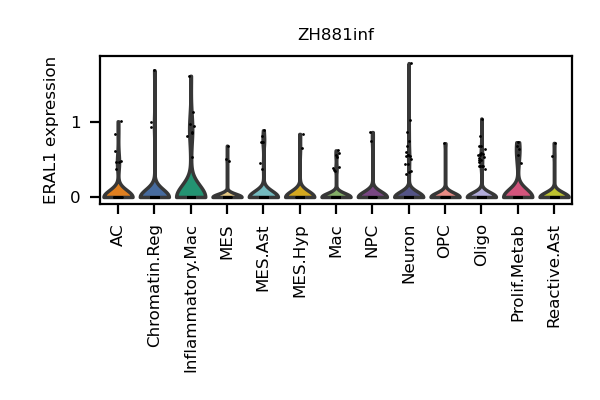 ZH881inf
ERAL1 expression
1
0
AC
Chromatin.Reg
Inflammatory.Mac
MES
MES.Ast
MES.Hyp
Mac
NPC
Neuron
OPC
Oligo
Prolif.Metab
Reactive.Ast